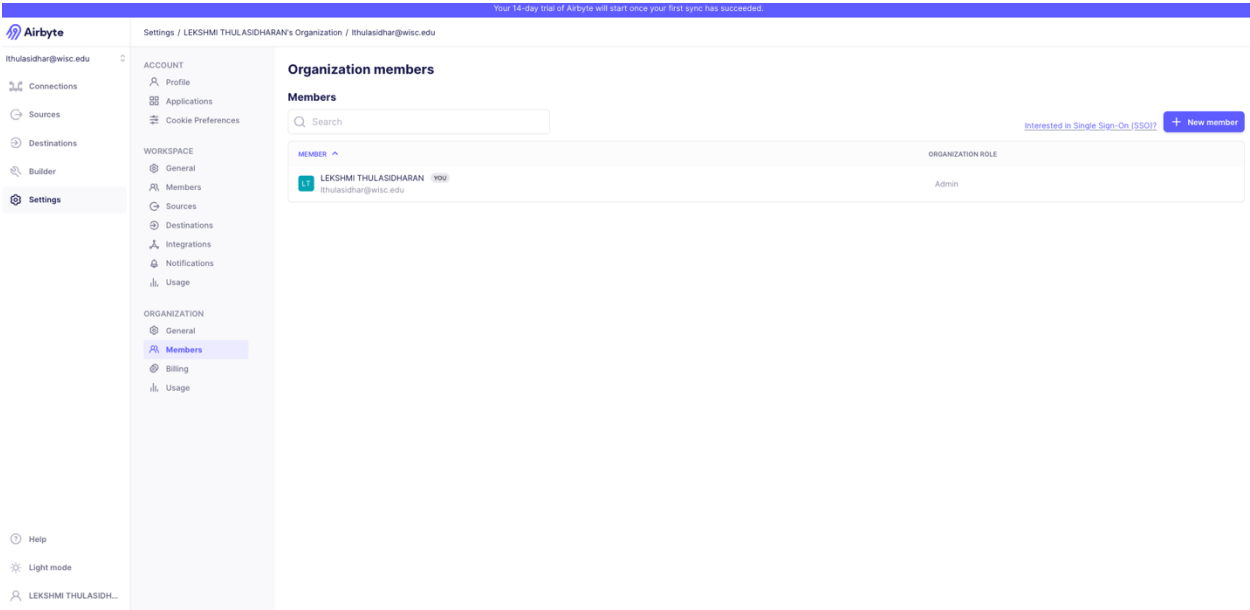 Your 14-day trial of Airbyte will start once your first sync has succeeded.
Airbyte
Settings / LEKSHMI THULASIDHARAN's Organization / lthulasidhar@wisc.edu
lthulasidhar@wisc.edu
Connections
Sources
Destinations
Builder
Settings
Help
Light mode
LEKSHMI THULASIDH...
ACCOUNT
Profile
Applications
Cookie Preferences
WORKSPACE
General
Members
Sources
Destinations
Integrations
Notifications
Usage
ORGANIZATION
General
Members
Billing
Usage
Organization members
Members
Search
Interested in Single Sign-On (SSO)?
+ New member
MEMBER ORGANIZATION ROLE
LT LEKSHMI THULASIDHARAN YOU
lthulasidhar@wisc.edu
Admin